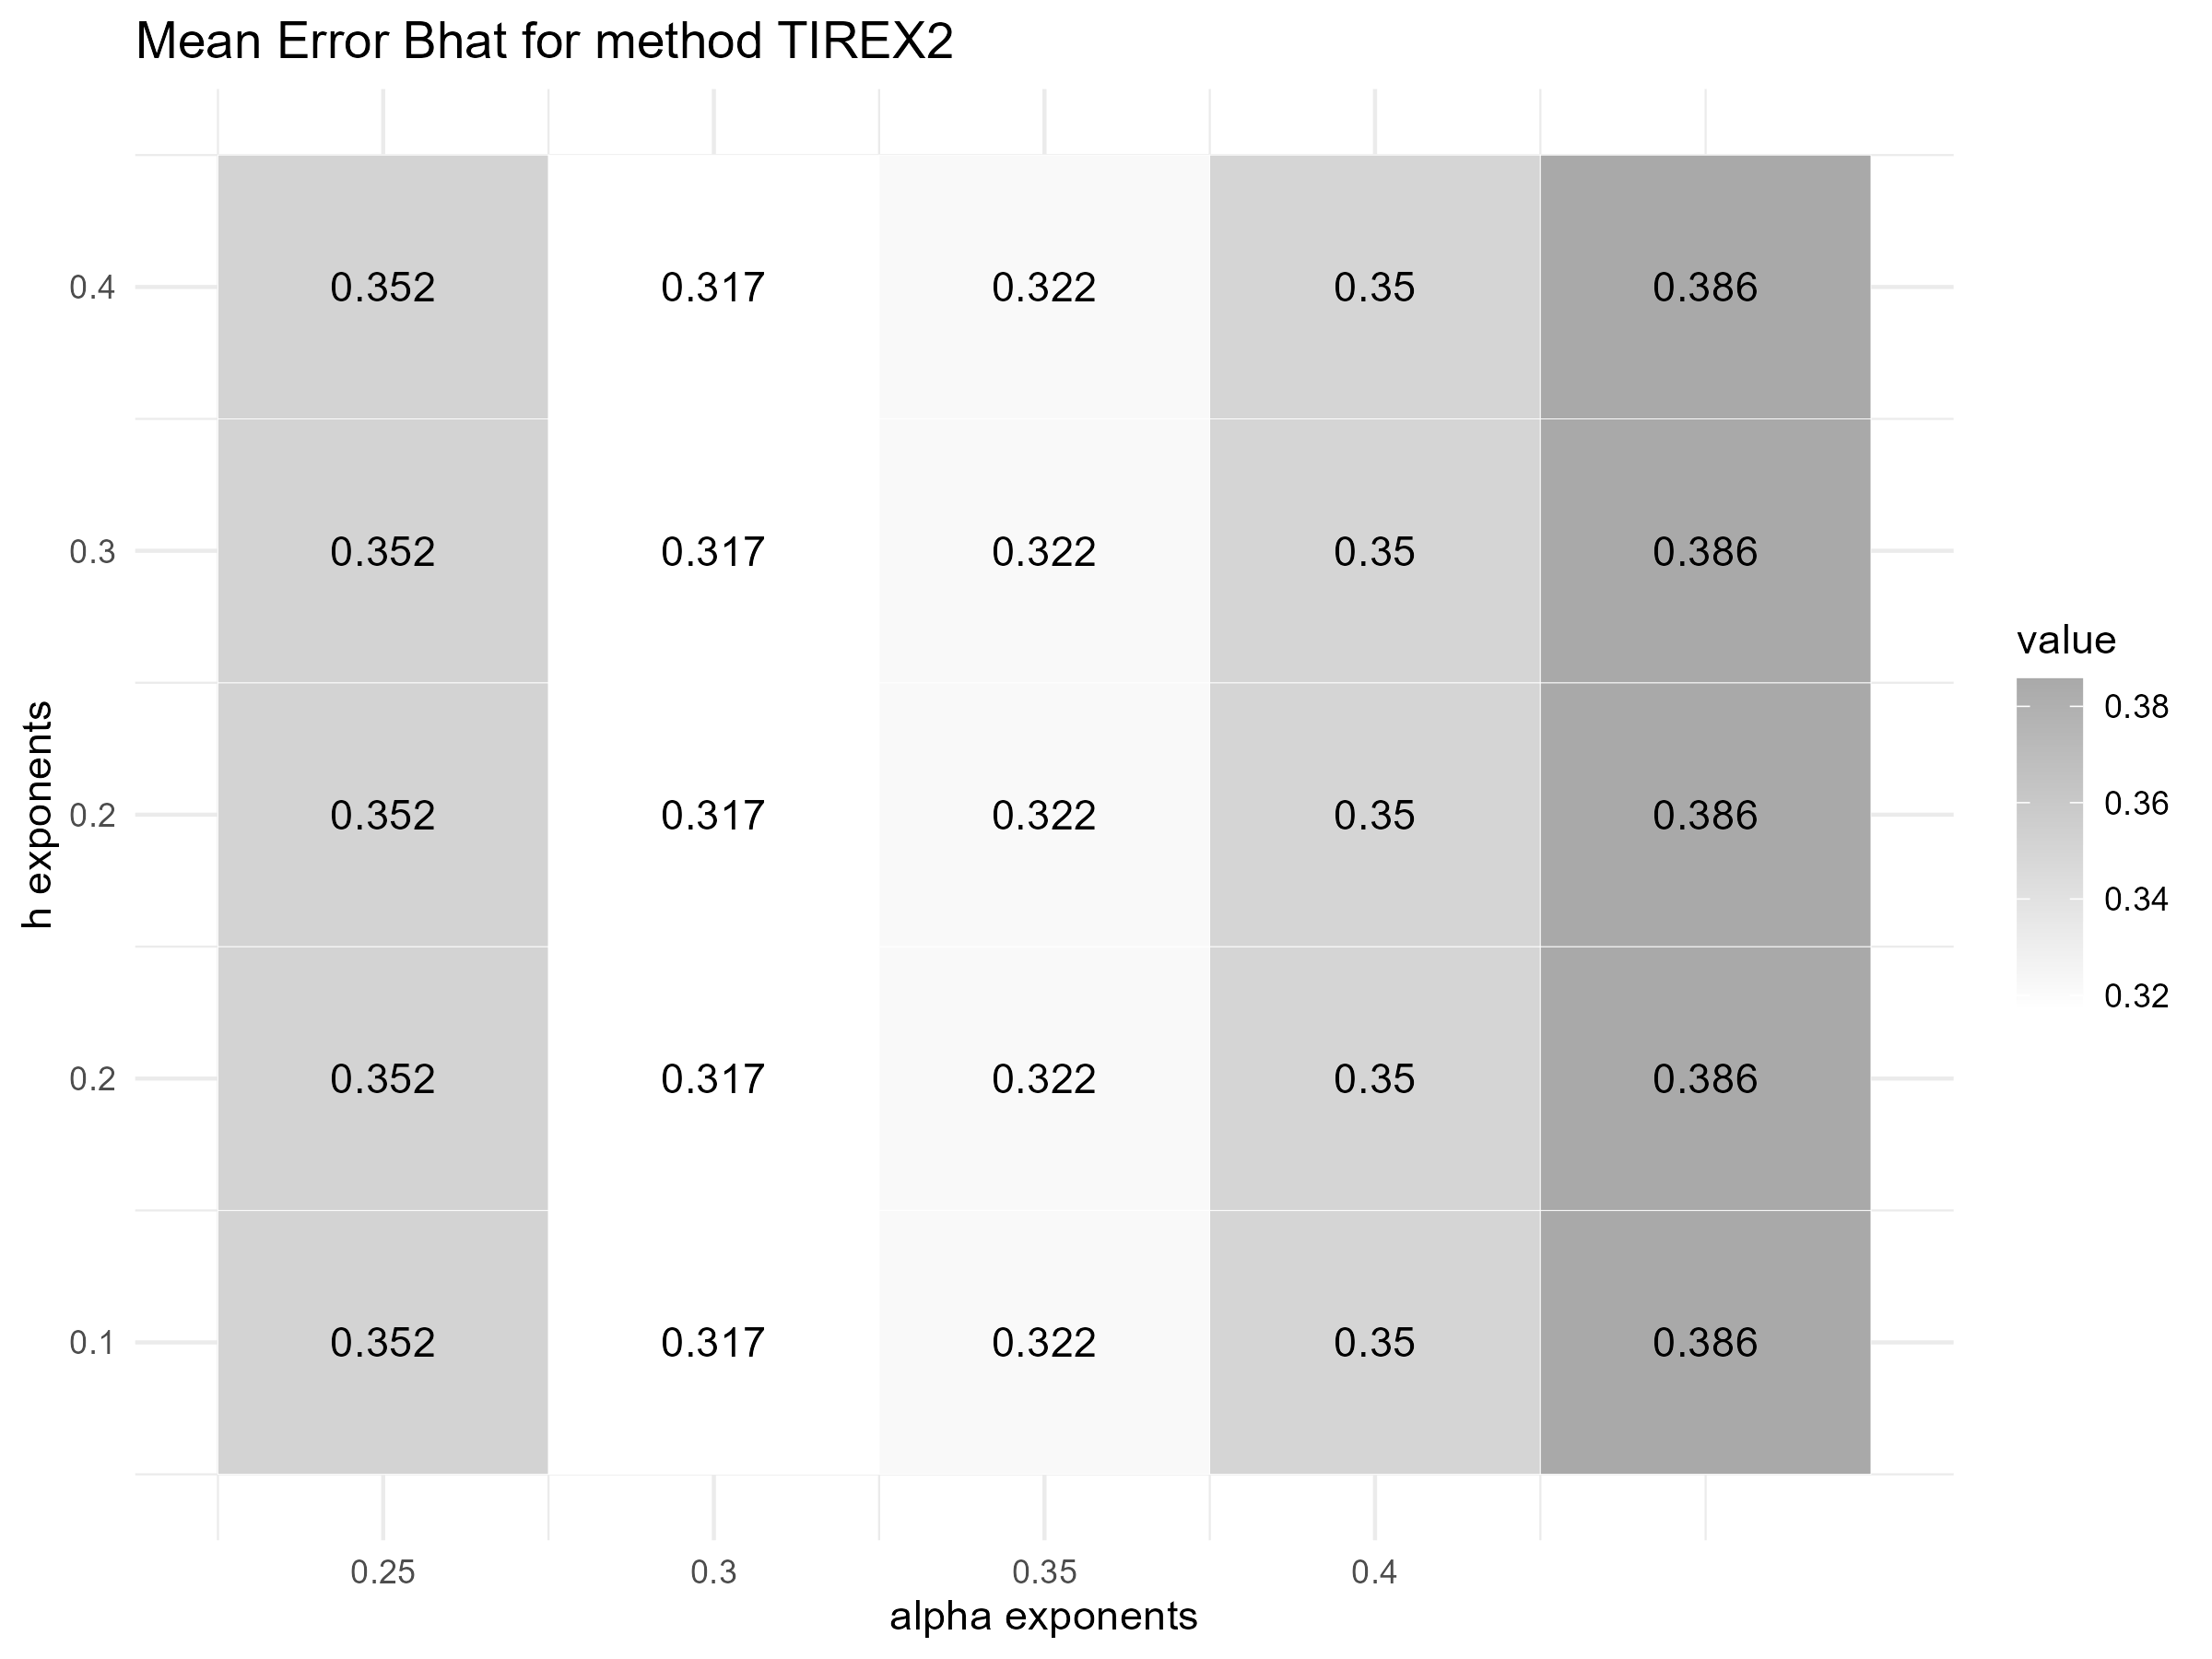 Mean Error Bhat for method TIREX2
0.4 0.352 0.317 0.322 0.35 0.386
0.3 0.352 0.317 0.322 0.35 0.386
0.2 0.352 0.317 0.322 0.35 0.386
0.2 0.352 0.317 0.322 0.35 0.386
0.1 0.352 0.317 0.322 0.35 0.386
h exponents
0.25 0.3 0.35 0.4
alpha exponents
value
0.38
0.36
0.34
0.32